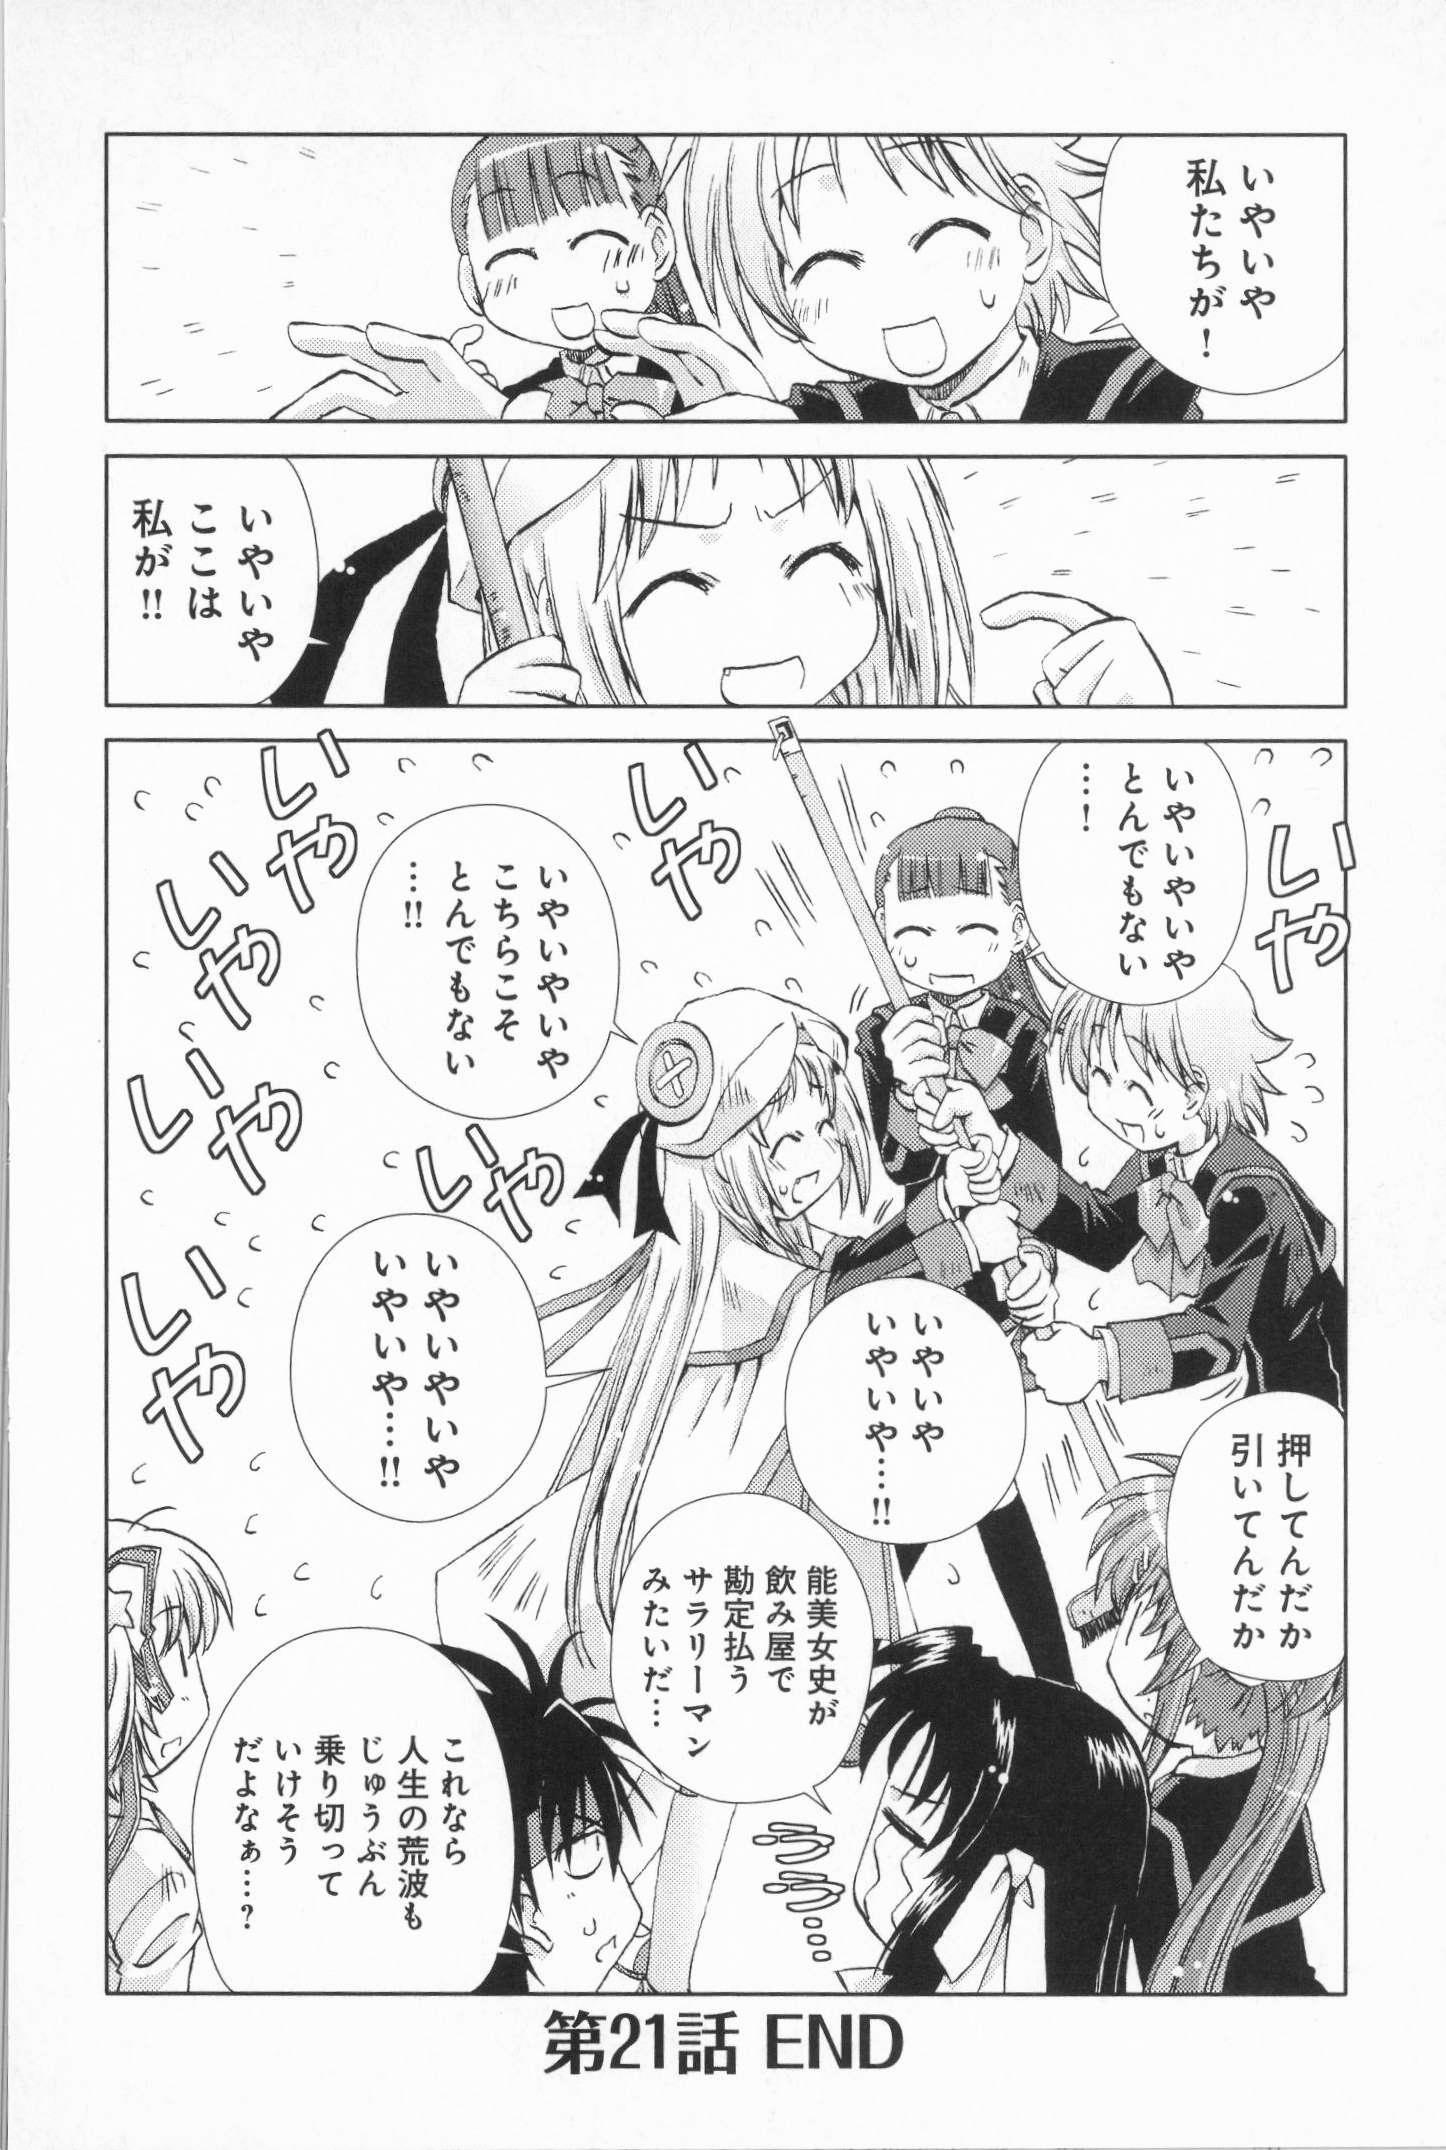 いやいや
私たちが！
いやいや
ここは
私が!!
いやいやいや
とんでもない
…！
いや
いや
いや
いやいやいや
こちらこそ
とんでもない
…!!
いや
いや
いや
いや
いやいやいや
いやいや…!!
いやいや
いやいや…!!
押してんだか
引いてんだか
能美女史が
飲み屋で
勘定払う
サラリーマン
みたいだ…
ううう…
これなら
人生の荒波も
じゅうぶん
乗り切って
いけそう
だよなぁ…？
第21話 END